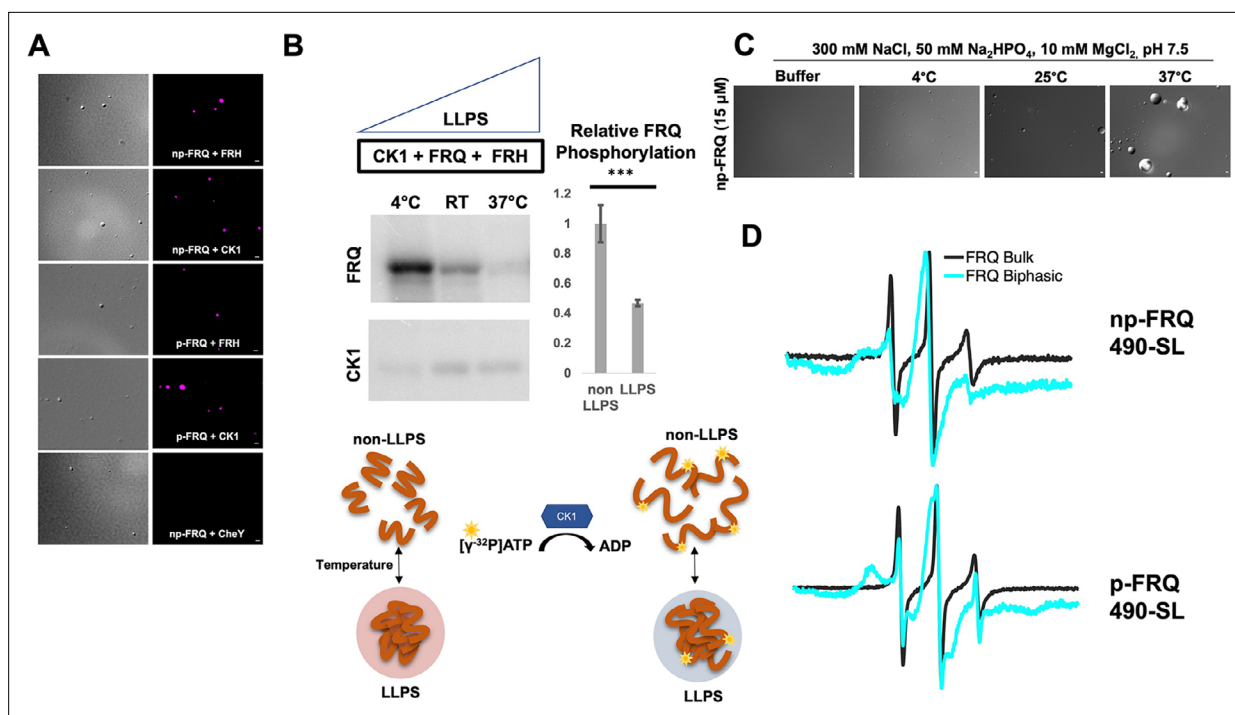 A
np-FRQ + FRH
np-FRQ + CK1
p-FRQ + FRH
p-FRQ + CK1
np-FRQ + CheY
B
LLPS
CK1 + FRQ + FRH
4°C RT 37°C
FRQ
CK1
Relative FRQ
Phosphorylation
***
1.2
1
0.8
0.6
0.4
0.2
0
non
LLPS
LLPS
non-LLPS
Temperature
LLPS
[γ-32P]ATP
CK1
ADP
non-LLPS
LLPS
C
300 mM NaCl, 50 mM Na2HPO4, 10 mM MgCl2, pH 7.5
Buffer 4°C 25°C 37°C
np-FRQ (15 μM)
D
FRQ Bulk
FRQ Biphasic
np-FRQ
490-SL
p-FRQ
490-SL